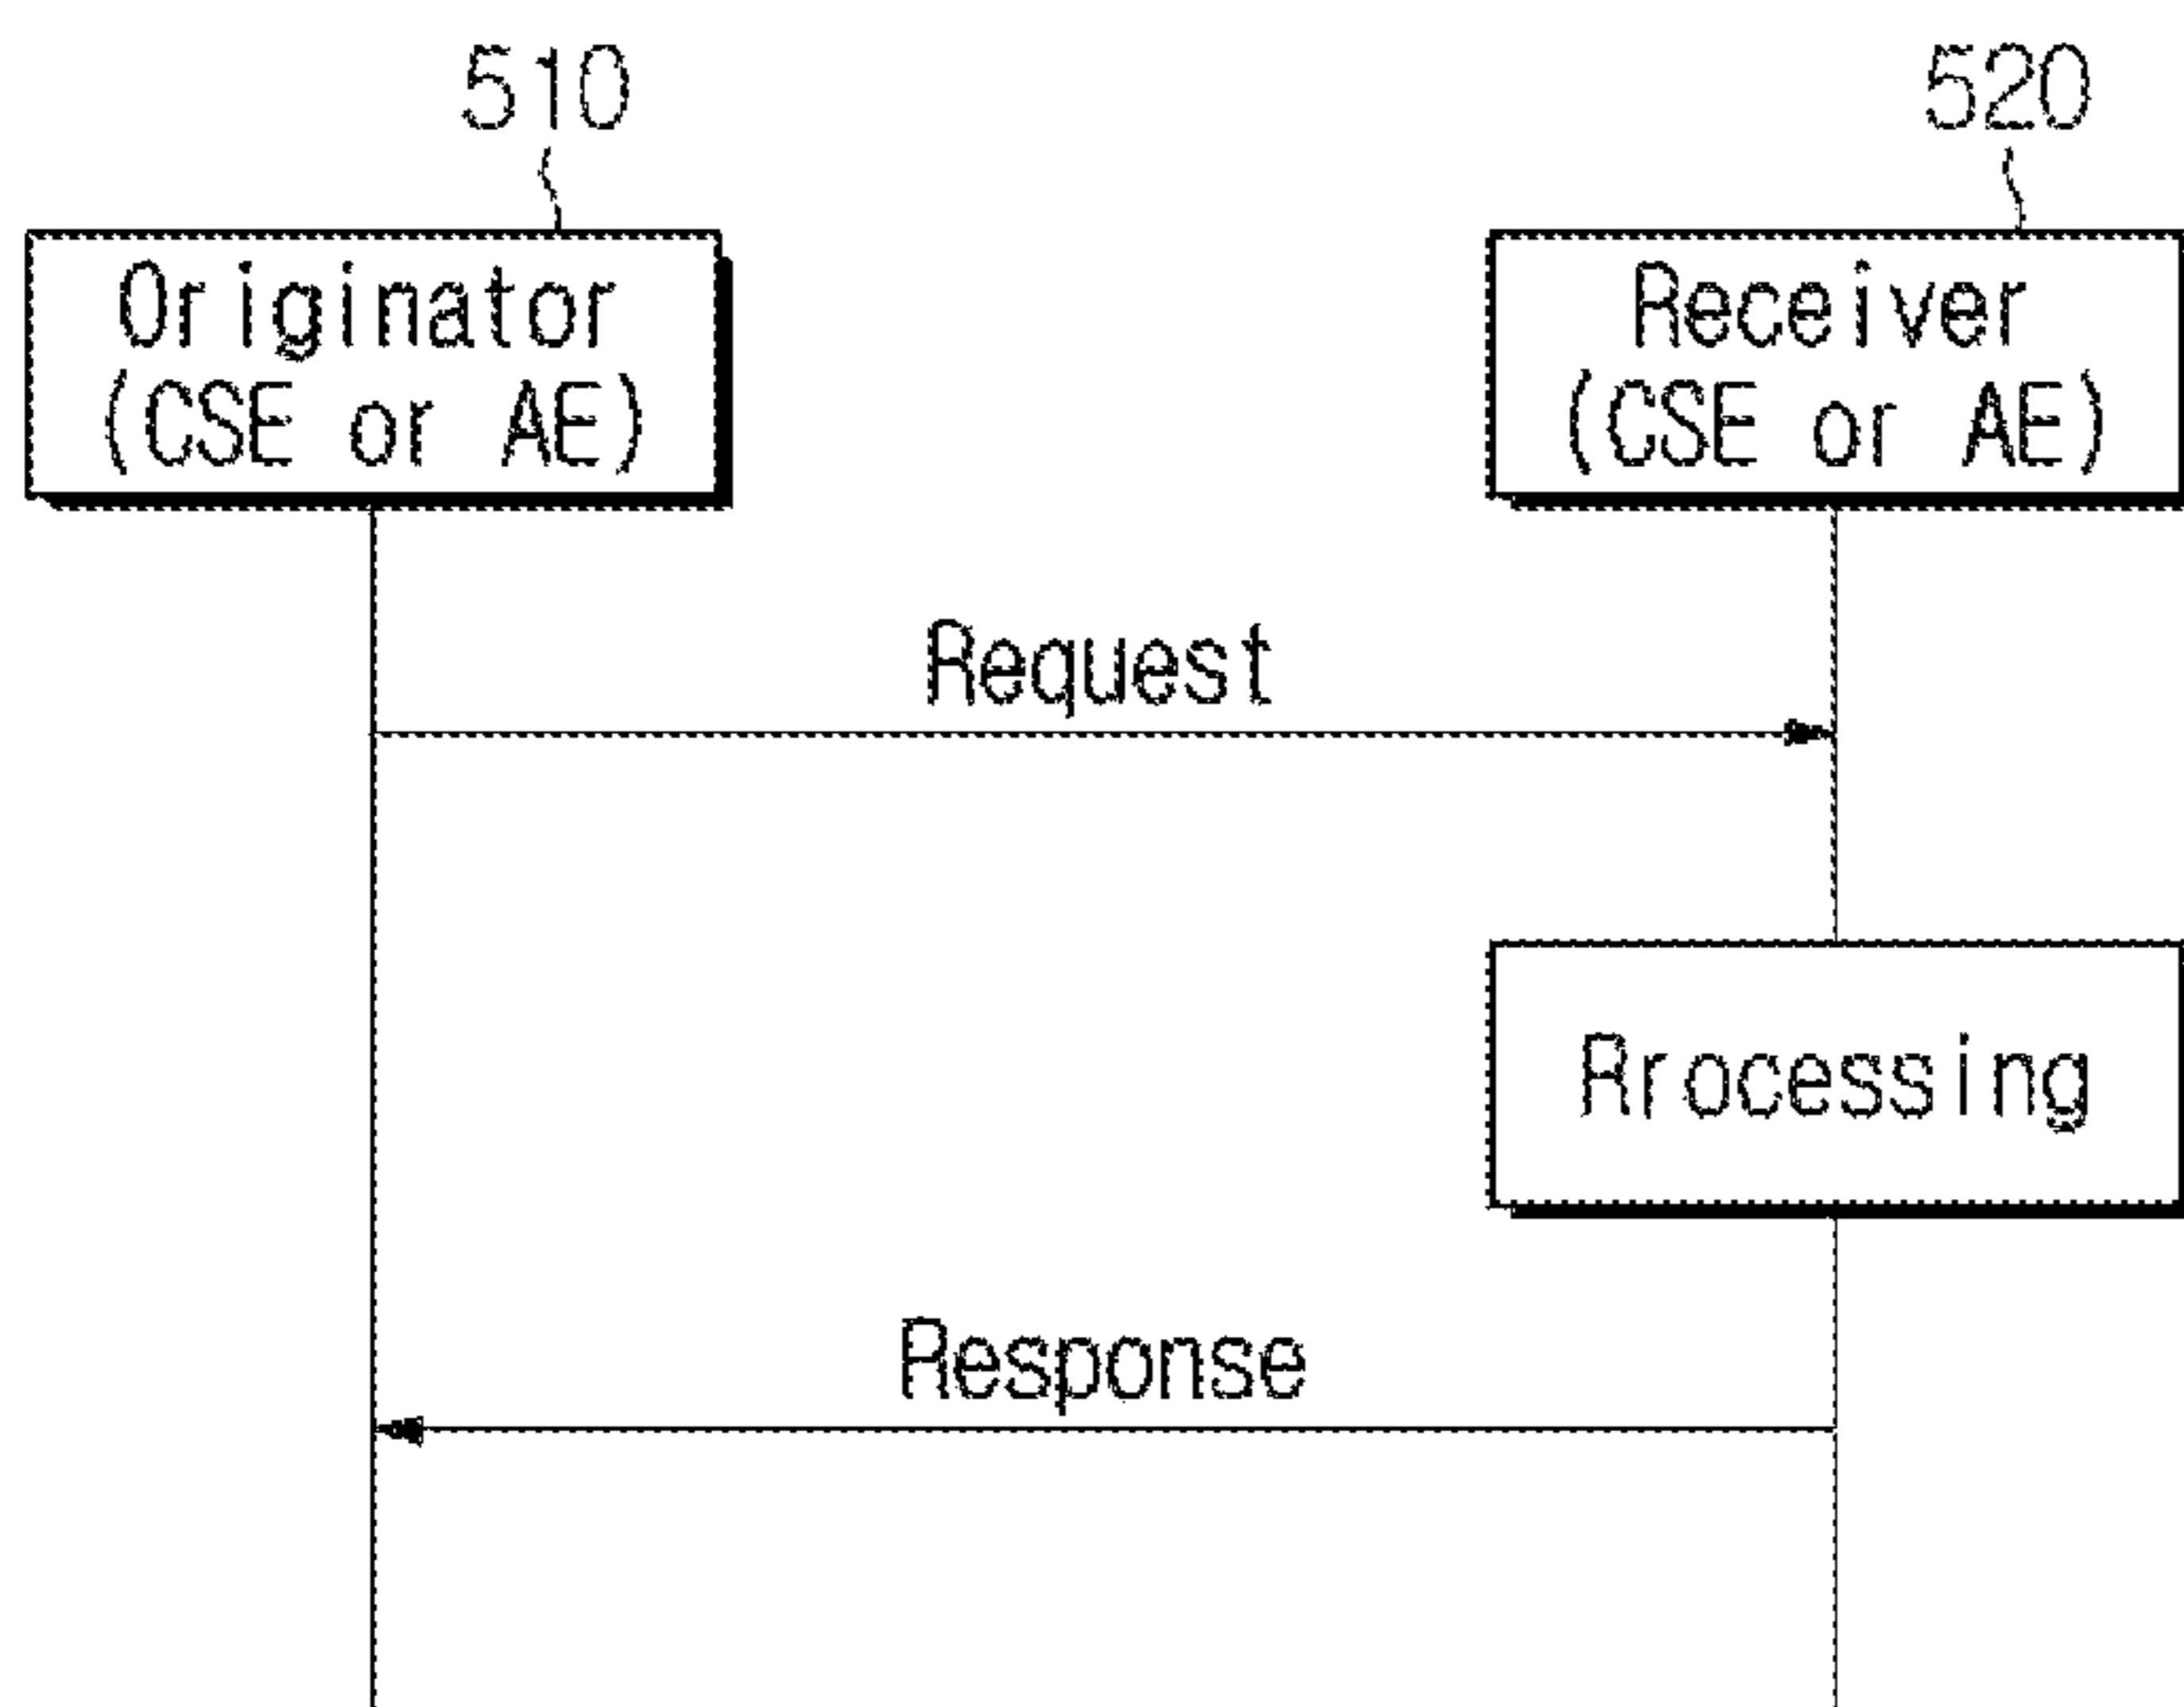 510
520
Originator
(CSE or AE)
Receiver
(CSE or AE)
Request
Rrocessing
Response